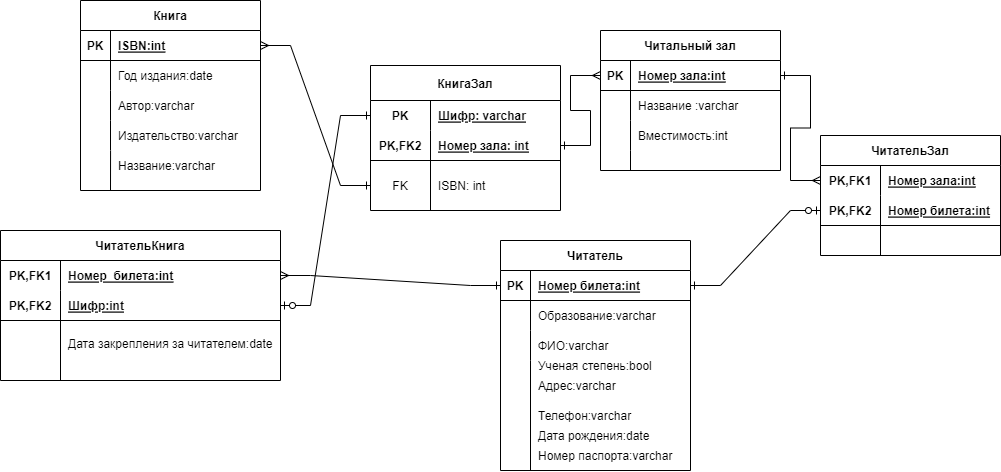 Книга
PK ISBN:int
Год издания:date
Автор:varchar
Издательство:varchar
Название:varchar
КнигаЗал
PK Шифр: varchar
PK,FK2 Номер зала: int
FK ISBN: int
Читальный зал
PK Номер зала:int
Название :varchar
Вместимость:int
ЧитательЗал
PK,FK1 Номер зала:int
PK,FK2 Номер билета:int
ЧитательКнига
PK,FK1 Номер_билета:int
PK,FK2 Шифр:int
Дата закрепления за читателем:date
Читатель
PK Номер билета:int
Образование:varchar
ФИО:varchar
Ученая степень:bool
Адрес:varchar
Телефон:varchar
Дата рождения:date
Номер паспорта:varchar